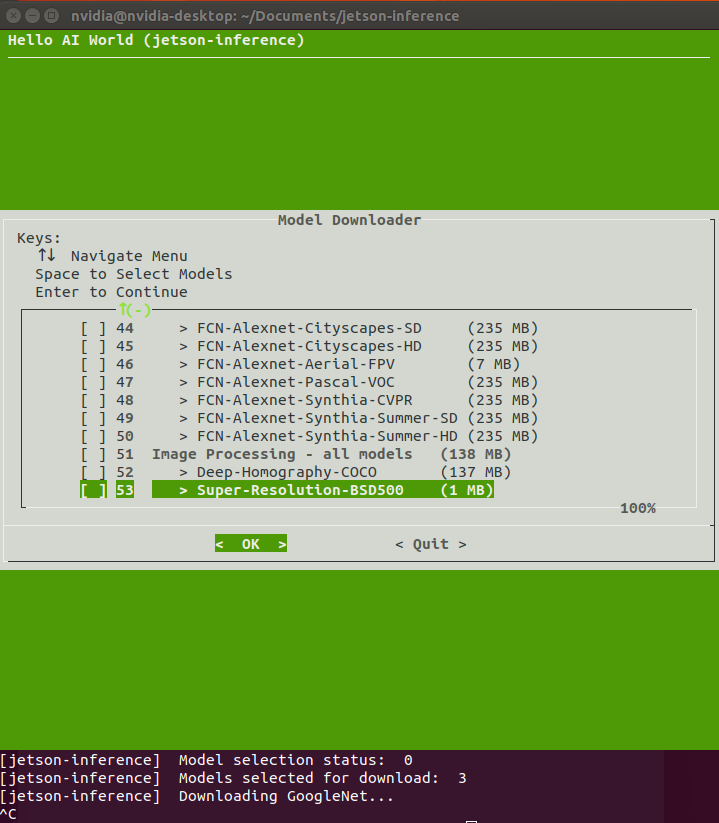 nvidia@nvidia-desktop: ~/Documents/jetson-inference
Hello AI World (jetson-inference)
Model Downloader
Keys:
↑↓ Navigate Menu
Space to Select Models
Enter to Continue
↑(-)
[ ] 44 > FCN-Alexnet-Cityscapes-SD (235 MB)
[ ] 45 > FCN-Alexnet-Cityscapes-HD (235 MB)
[ ] 46 > FCN-Alexnet-Aerial-FPV (7 MB)
[ ] 47 > FCN-Alexnet-Pascal-VOC (235 MB)
[ ] 48 > FCN-Alexnet-Synthia-CVPR (235 MB)
[ ] 49 > FCN-Alexnet-Synthia-Summer-SD (235 MB)
[ ] 50 > FCN-Alexnet-Synthia-Summer-HD (235 MB)
[ ] 51 Image Processing - all models (138 MB)
[ ] 52 > Deep-Homography-COCO (137 MB)
[ ] 53 > Super-Resolution-BSD500 (1 MB)
100%
< OK > < Quit >
[jetson-inference] Model selection status: 0
[jetson-inference] Models selected for download: 3
[jetson-inference] Downloading GoogleNet...
^C